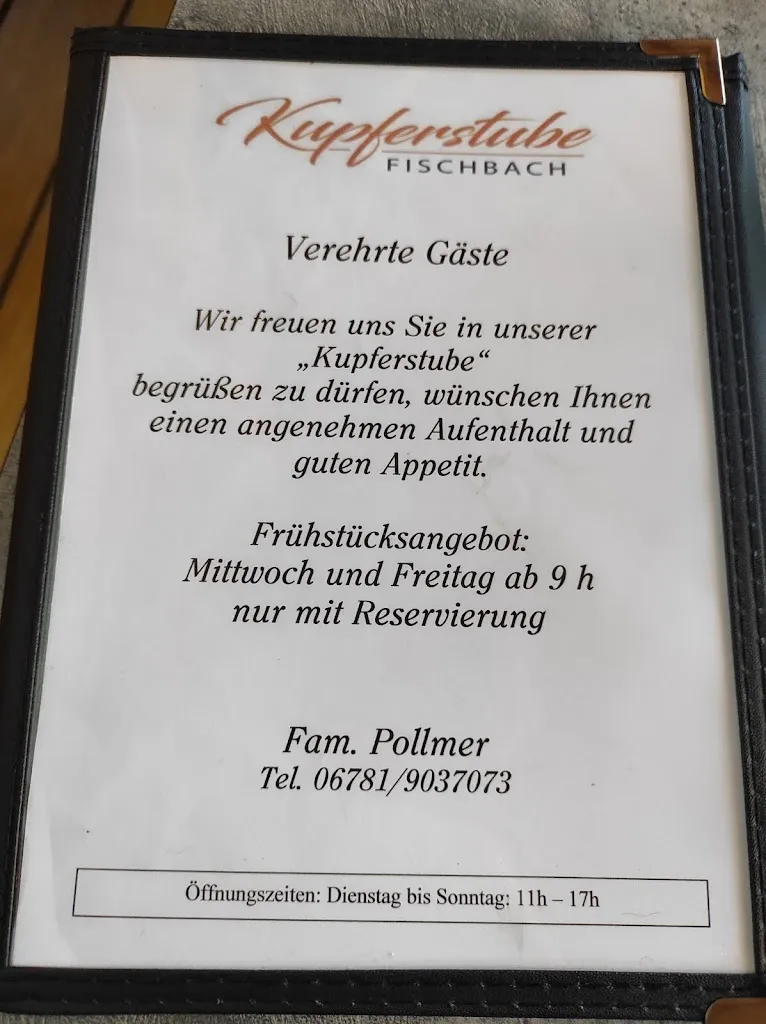 Kupferstube
FISCHBACH
Verehrte Gäste
Wir freuen uns Sie in unserer
„Kupferstube“
begrüßen zu dürfen, wünschen Ihnen
einen angenehmen Aufenthalt und
guten Appetit.
Frühstücksangebot:
Mittwoch und Freitag ab 9 h
nur mit Reservierung
Fam. Pollmer
Tel. 06781/9037073
Öffnungszeiten: Dienstag bis Sonntag: 11h – 17h